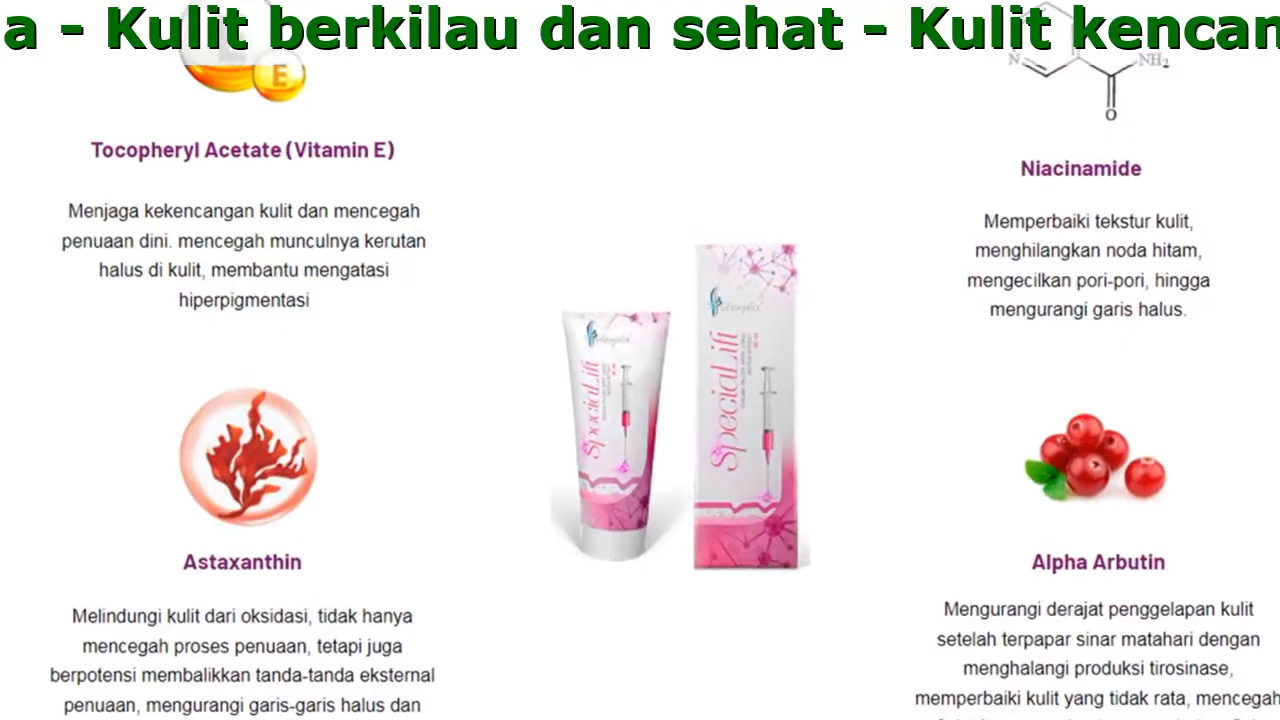 a - Kulit berkilau dan sehat - Kulit kencan
E
N
NH2
O
Tocopheryl Acetate (Vitamin E)
Menjaga kekencangan kulit dan mencegah
penuaan dini. mencegah munculnya kerutan
halus di kulit, membantu mengatasi
hiperpigmentasi
Niacinamide
Memperbaiki tekstur kulit,
menghilangkan noda hitam,
mengecilkan pori-pori, hingga
mengurangi garis halus.
SpeciaLift
SpeciaLift
Astaxanthin
Melindungi kulit dari oksidasi, tidak hanya
mencegah proses penuaan, tetapi juga
berpotensi membalikkan tanda-tanda eksternal
penuaan, mengurangi garis-garis halus dan
Alpha Arbutin
Mengurangi derajat penggelapan kulit
setelah terpapar sinar matahari dengan
menghalangi produksi tirosinase,
memperbaiki kulit yang tidak rata, mencegah